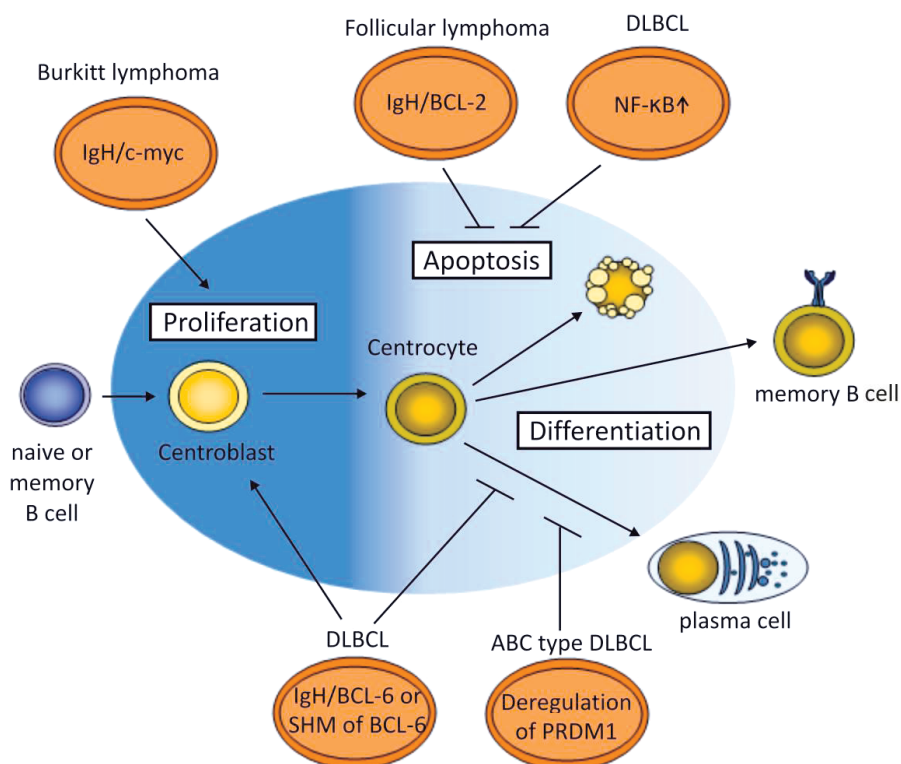 Follicular lymphoma
DLBCL
Burkitt lymphoma
IgH/BCL-2
NF-κB↑
IgH/c-myc
Apoptosis
Proliferation
Centrocyte
memory B cell
Differentiation
Centroblast
naive or
memory
B cell
plasma cell
DLBCL
ABC type DLBCL
IgH/BCL-6 or
SHM of BCL-6
Deregulation
of PRDM1